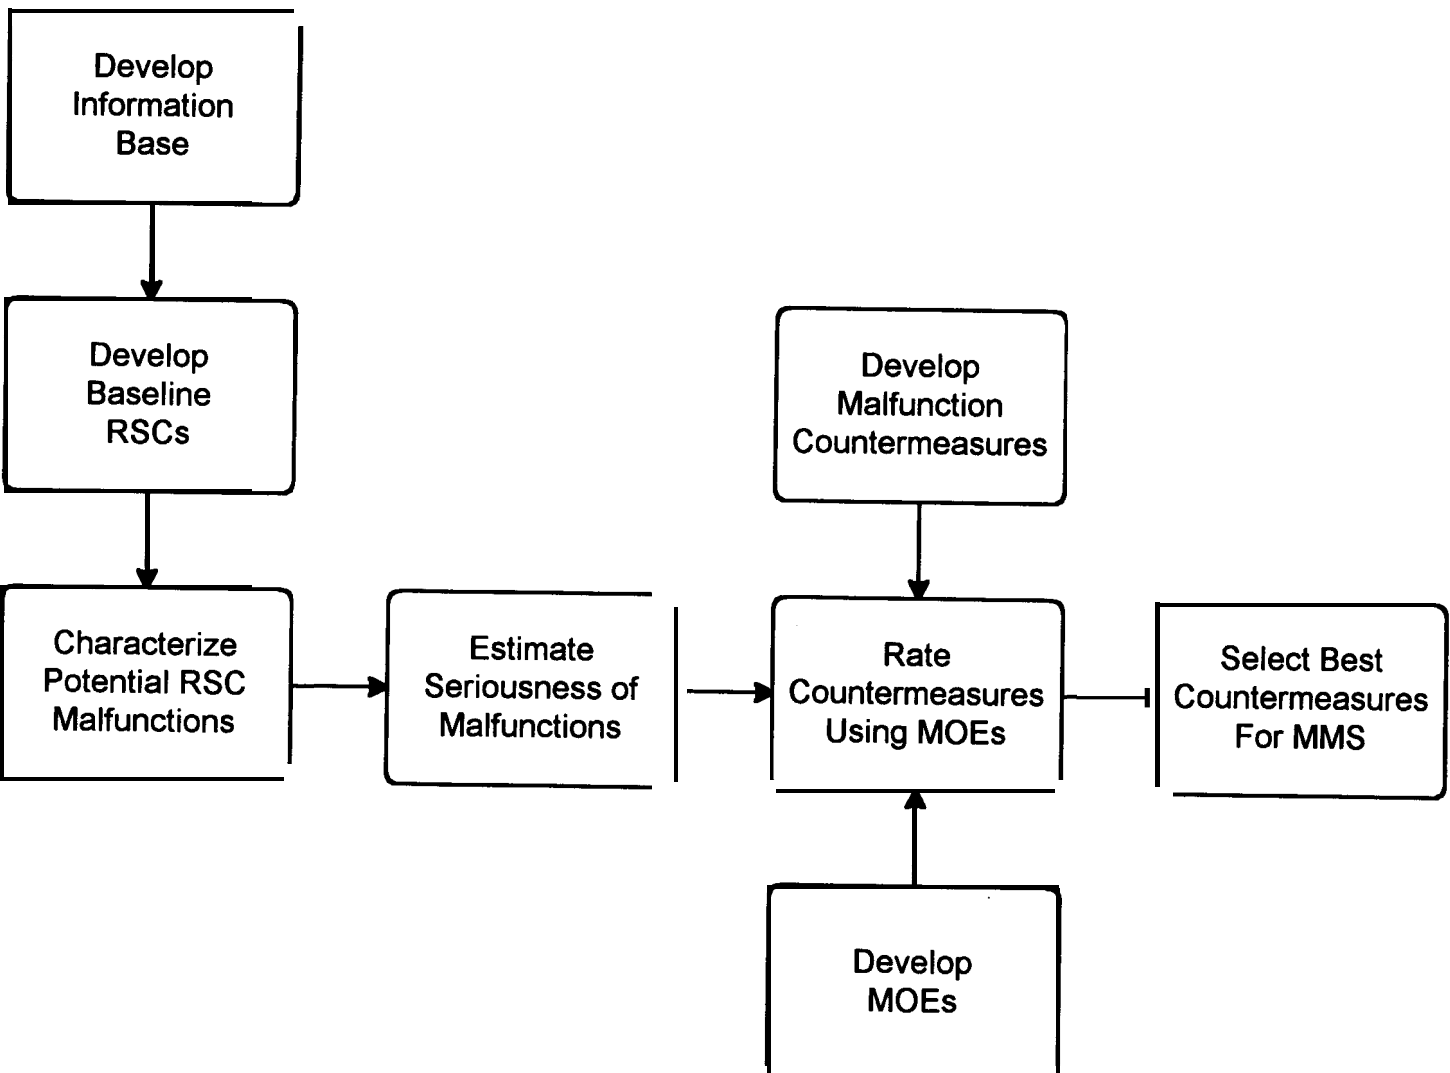 Develop
Information
Base
Develop
Baseline
RSCs
Develop
Malfunction
Countermeasures
Characterize
Potential RSC
Malfunctions
Estimate
Seriousness of
Malfunctions
Rate
Countermeasures
Using MOEs
Select Best
Countermeasures
For MMS
Develop
MOEs